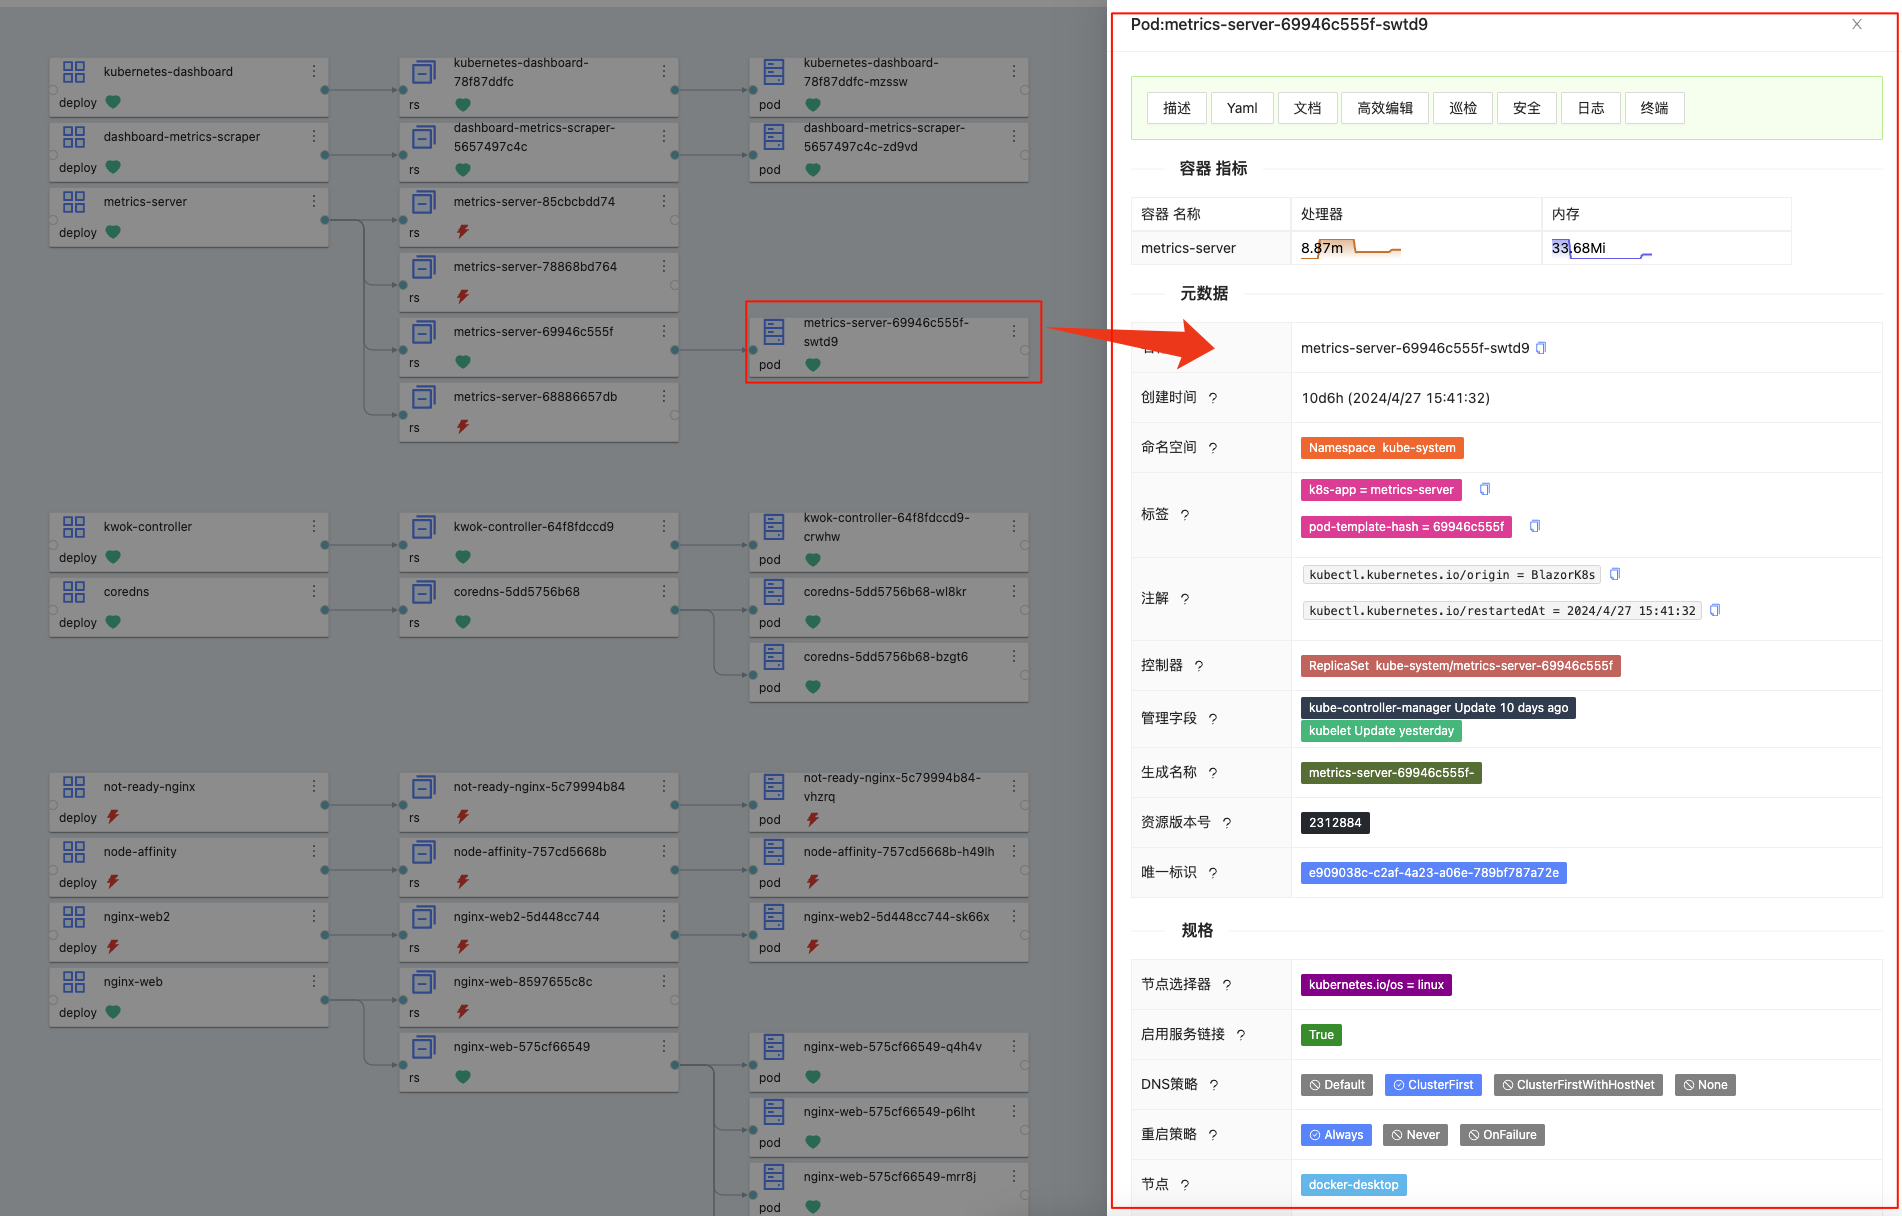 kubernetes-dashboard
deploy
kubernetes-dashboard-
78f87ddfc
rs
kubernetes-dashboard-
78f87ddfc-mzssw
pod
dashboard-metrics-scraper
deploy
dashboard-metrics-scraper-
5657497c4c
rs
dashboard-metrics-scraper-
5657497c4c-zd9vd
pod
metrics-server
deploy
metrics-server-85cbcbdd74
rs
metrics-server-78868bd764
rs
metrics-server-69946c555f
rs
metrics-server-69946c555f-
swtd9
pod
metrics-server-68886657db
rs
kwok-controller
deploy
kwok-controller-64f8fdccd9
rs
kwok-controller-64f8fdccd9-
crwhw
pod
coredns
deploy
coredns-5dd5756b68
rs
coredns-5dd5756b68-wl8kr
pod
coredns-5dd5756b68-bzgt6
pod
not-ready-nginx
deploy
not-ready-nginx-5c79994b84
rs
not-ready-nginx-5c79994b84-
vhzrq
pod
node-affinity
deploy
node-affinity-757cd5668b
rs
node-affinity-757cd5668b-h49lh
pod
nginx-web2
deploy
nginx-web2-5d448cc744
rs
nginx-web2-5d448cc744-sk66x
pod
nginx-web
deploy
nginx-web-8597655c8c
rs
nginx-web-575cf66549
rs
nginx-web-575cf66549-q4h4v
pod
nginx-web-575cf66549-p6lht
pod
nginx-web-575cf66549-mrr8j
pod
Pod:metrics-server-69946c555f-swtd9
描述 Yaml 文档 高效编辑 巡检 安全 日志 终端
容器 指标
容器 名称 处理器 内存
metrics-server 8.87m 33.68Mi
元数据
metrics-server-69946c555f-swtd9
创建时间 ? 10d6h (2024/4/27 15:41:32)
命名空间 ? Namespace kube-system
标签 ? k8s-app = metrics-server
pod-template-hash = 69946c555f
注解 ? kubectl.kubernetes.io/origin = BlazorK8s
kubectl.kubernetes.io/restartedAt = 2024/4/27 15:41:32
控制器 ? ReplicaSet kube-system/metrics-server-69946c555f
管理字段 ? kube-controller-manager Update 10 days ago
kubelet Update yesterday
生成名称 ? metrics-server-69946c555f-
资源版本号 ? 2312884
唯一标识 ? e909038c-c2af-4a23-a06e-789bf787a72e
规格
节点选择器 ? kubernetes.io/os = linux
启用服务链接 ? True
DNS策略 ? Default ClusterFirst ClusterFirstWithHostNet None
重启策略 ? Always Never OnFailure
节点 ? docker-desktop